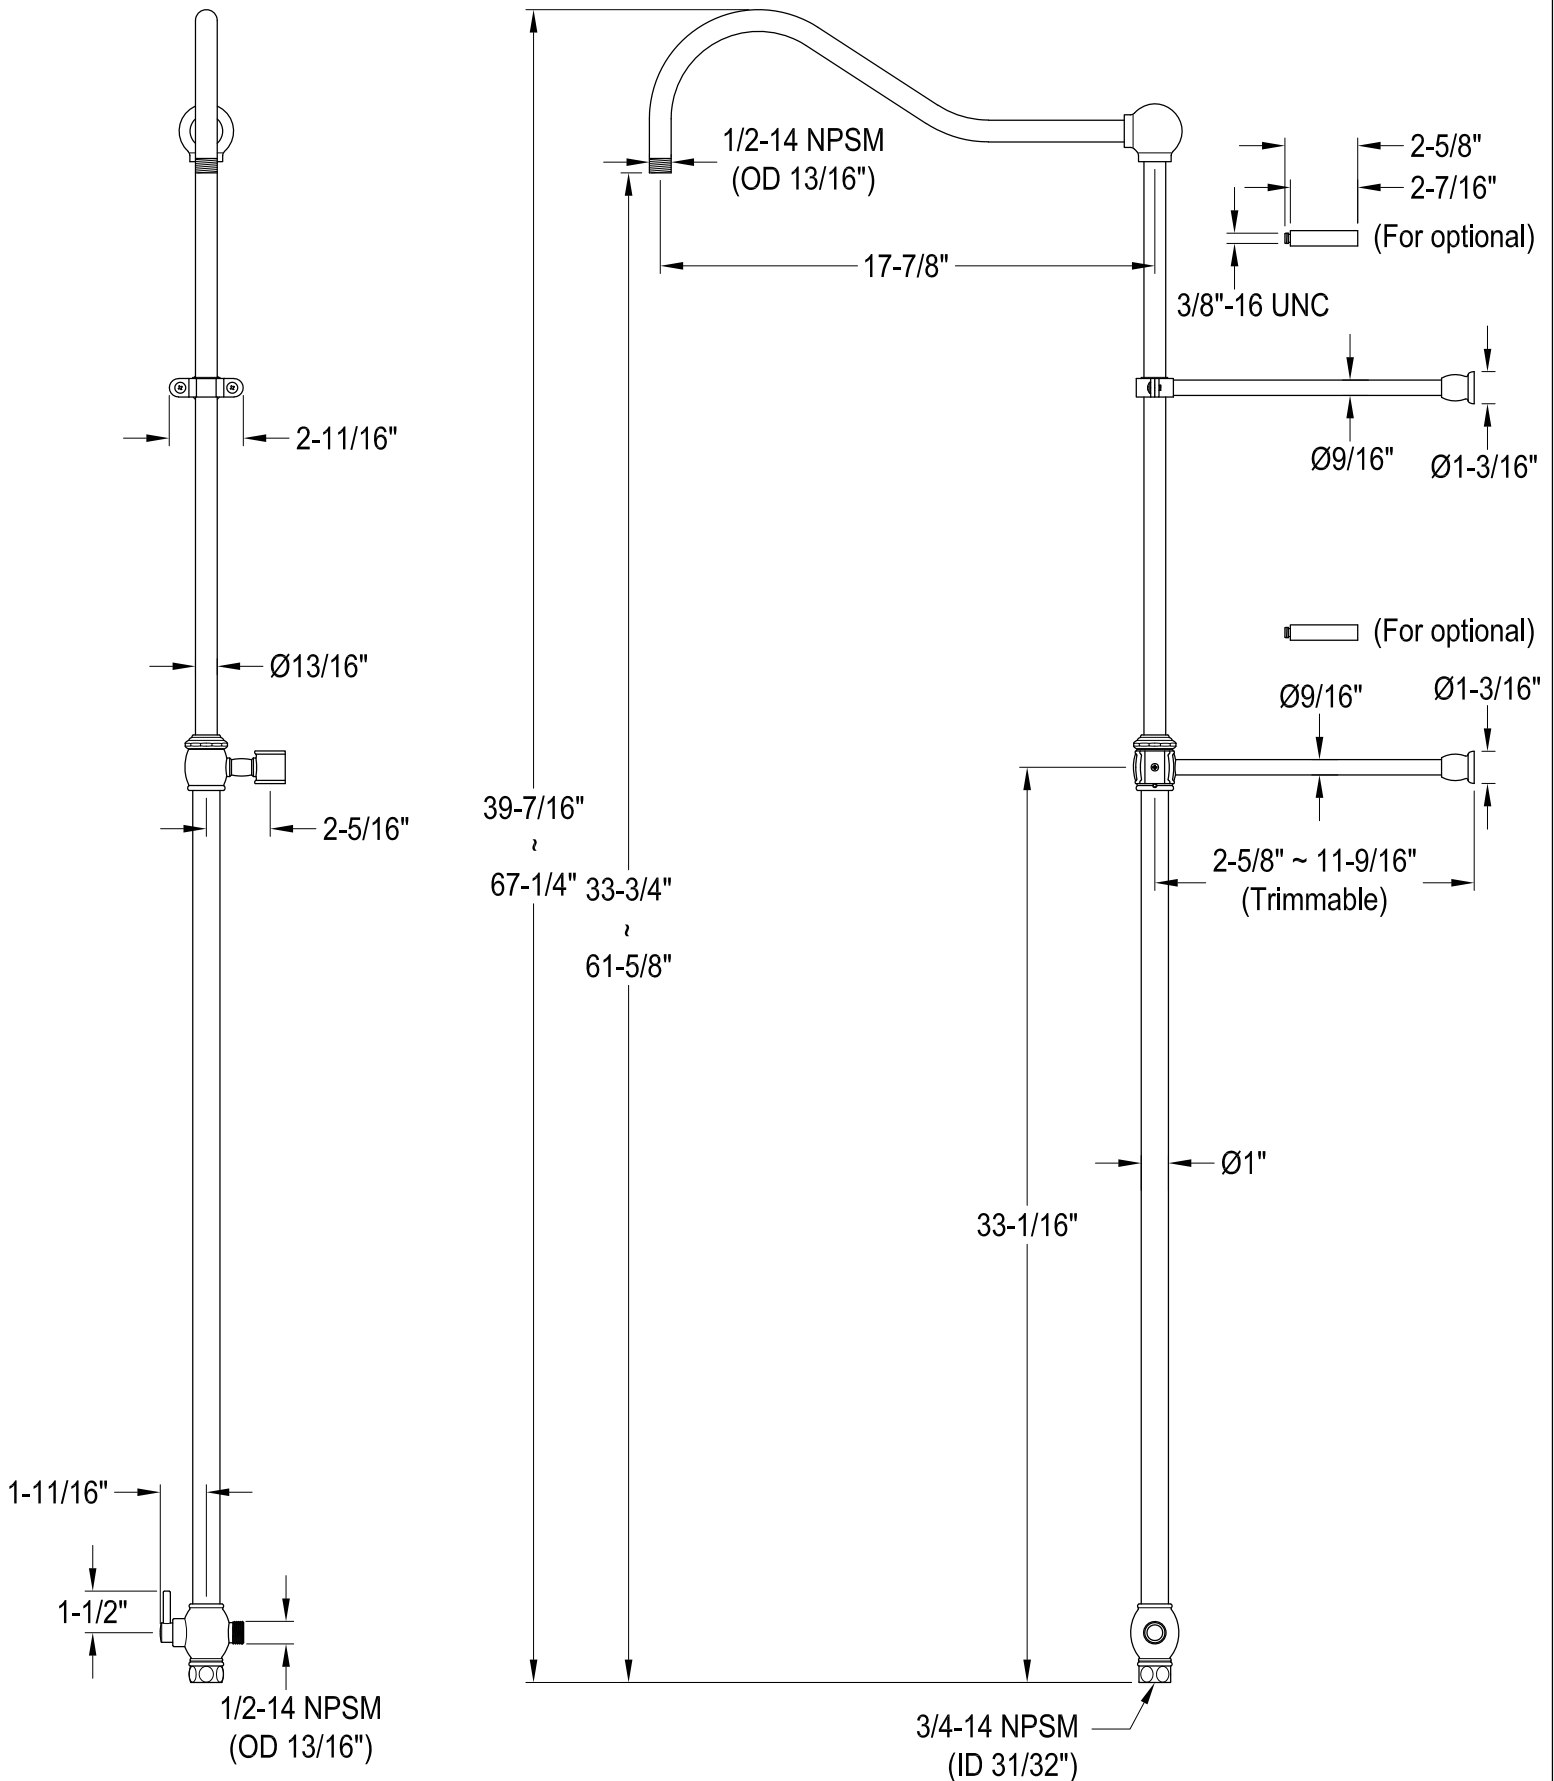 1/2-14 NPSM
(OD 13/16")
2-5/8"
2-7/16"
(For optional)
17-7/8"
3/8"-16 UNC
2-11/16"
Ø9/16"
Ø1-3/16"
(For optional)
Ø13/16"
Ø9/16"
Ø1-3/16"
39-7/16"
~
67-1/4"
33-3/4"
~
61-5/8"
2-5/16"
2-5/8" ~ 11-9/16"
(Trimmable)
Ø1"
33-1/16"
1-11/16"
1-1/2"
1/2-14 NPSM
(OD 13/16")
3/4-14 NPSM
(ID 31/32")